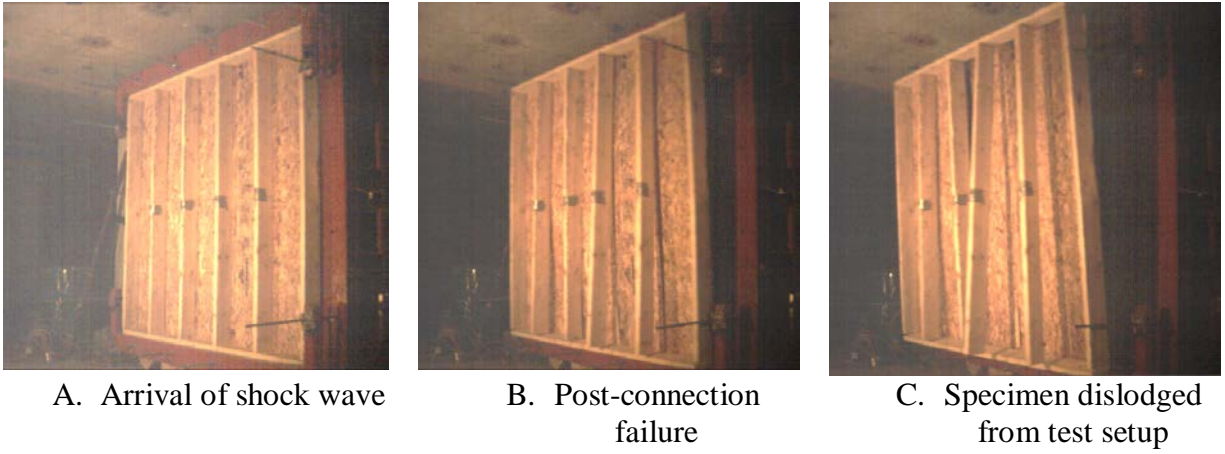 A. Arrival of shock wave
B. Post-connection
failure
C. Specimen dislodged
from test setup